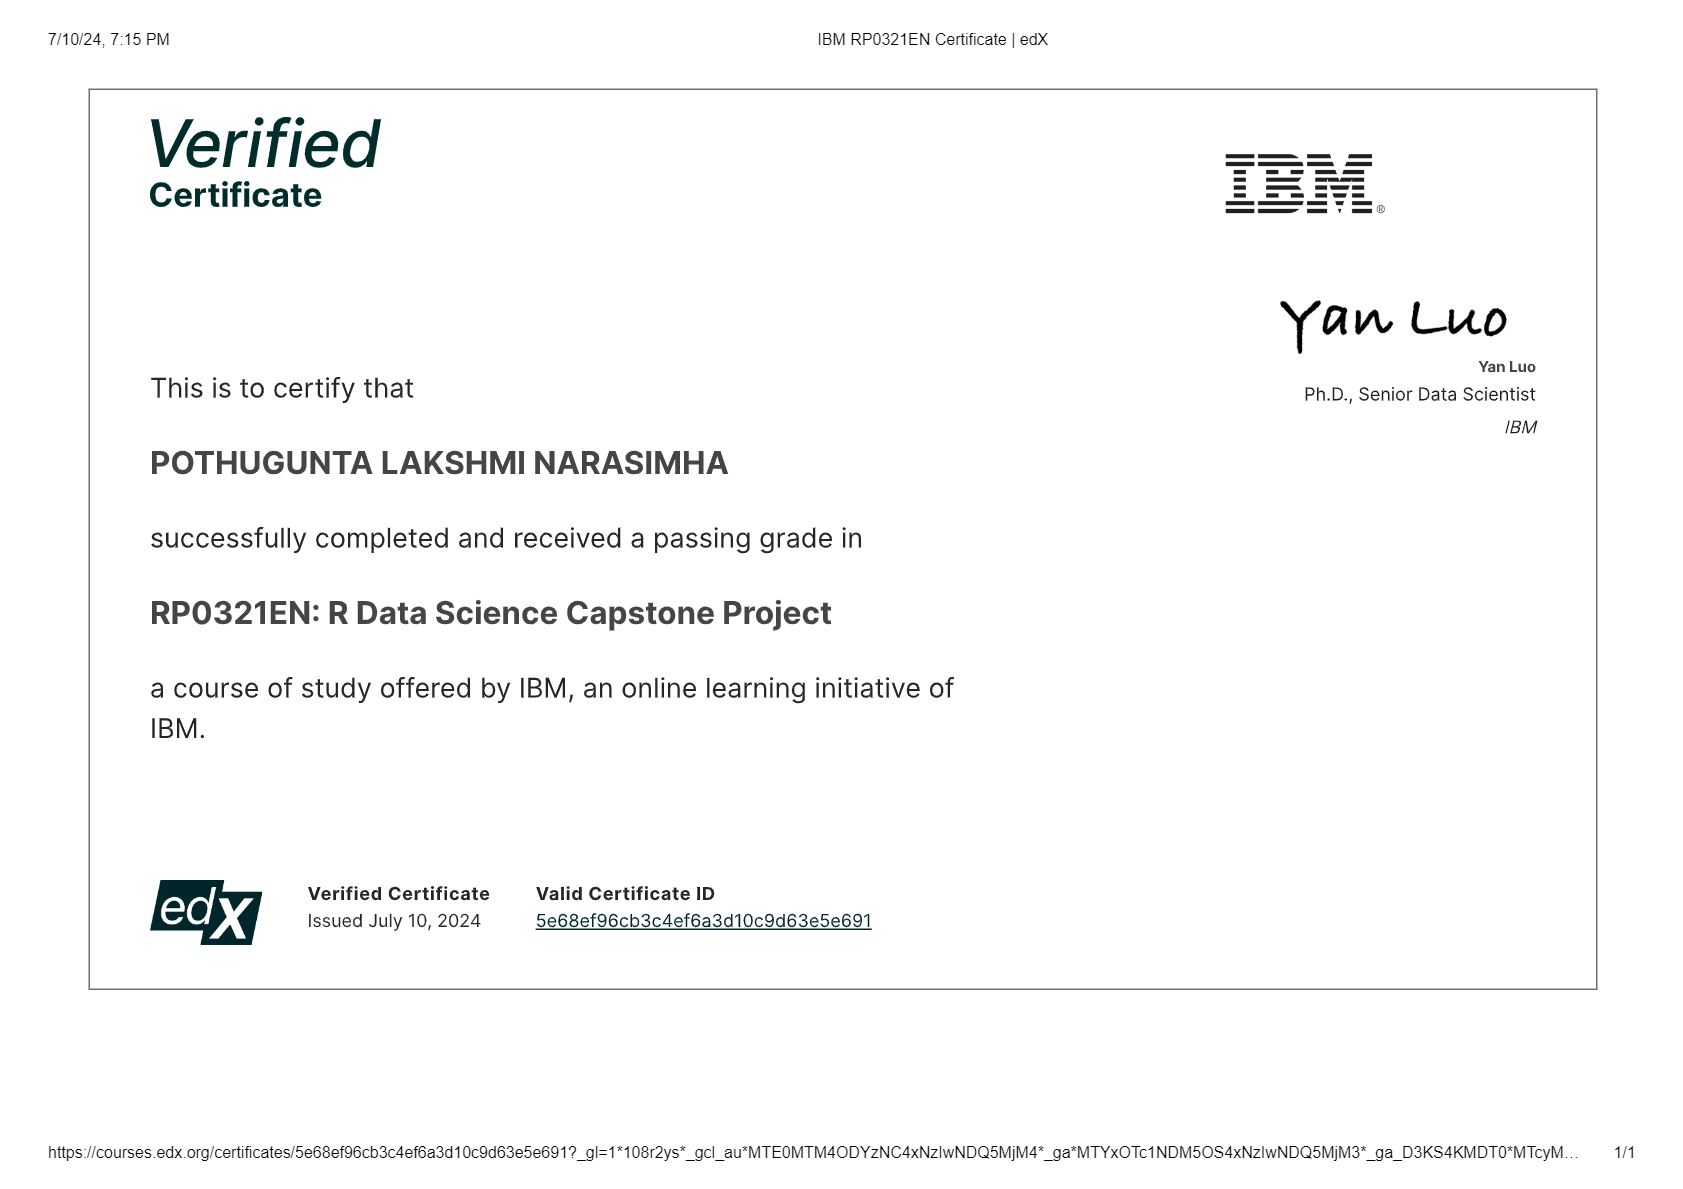 7/10/24, 7:15 PM
IBM RP0321EN Certificate | edX
Verified
Certificate
IBM®
Yan Luo
Yan Luo
Ph.D., Senior Data Scientist
IBM
This is to certify that
POTHUGUNTA LAKSHMI NARASIMHA
successfully completed and received a passing grade in
RP0321EN: R Data Science Capstone Project
a course of study offered by IBM, an online learning initiative of
IBM.
edX
Verified Certificate
Issued July 10, 2024
Valid Certificate ID
5e68ef96cb3c4ef6a3d10c9d63e5e691
https://courses.edx.org/certificates/5e68ef96cb3c4ef6a3d10c9d63e5e691?_gl=1*108r2ys*_gcl_au*MTE0MTM4ODYzNC4xNzIwNDQ5MjM4*_ga*MTYxOTc1NDM5OS4xNzIwNDQ5MjM3*_ga_D3KS4KMDT0*MTcyM…
1/1